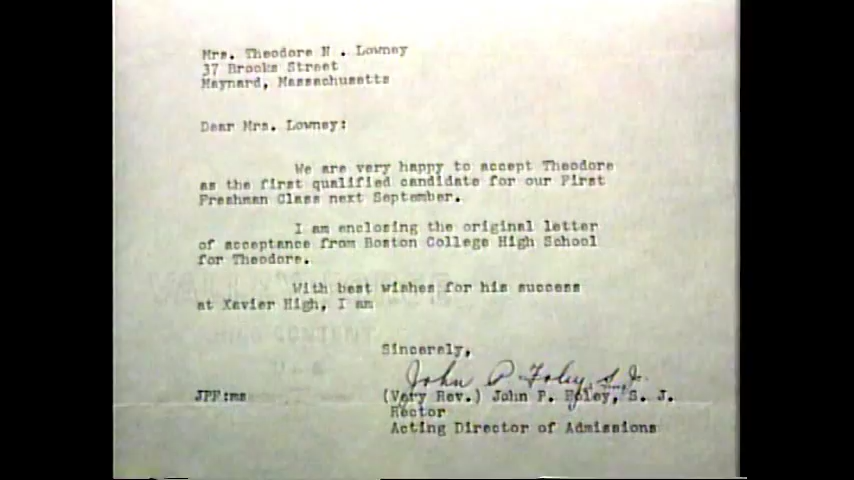 Mrs. Theodore N . Lowney
37 Brooks Street
Maynard, Massachusetts
Dear Mrs. Lowney:
We are very happy to accept Theodore
as the first qualified candidate for our First
Freshman Class next September.
I am enclosing the original letter
of acceptance from Boston College High School
for Theodore.
With best wishes for his success
at Xavier High, I am
Sincerely,
John P. Foley, S. J.
JPF:ms
(Very Rev.) John P. Foley, S. J.
Rector
Acting Director of Admissions